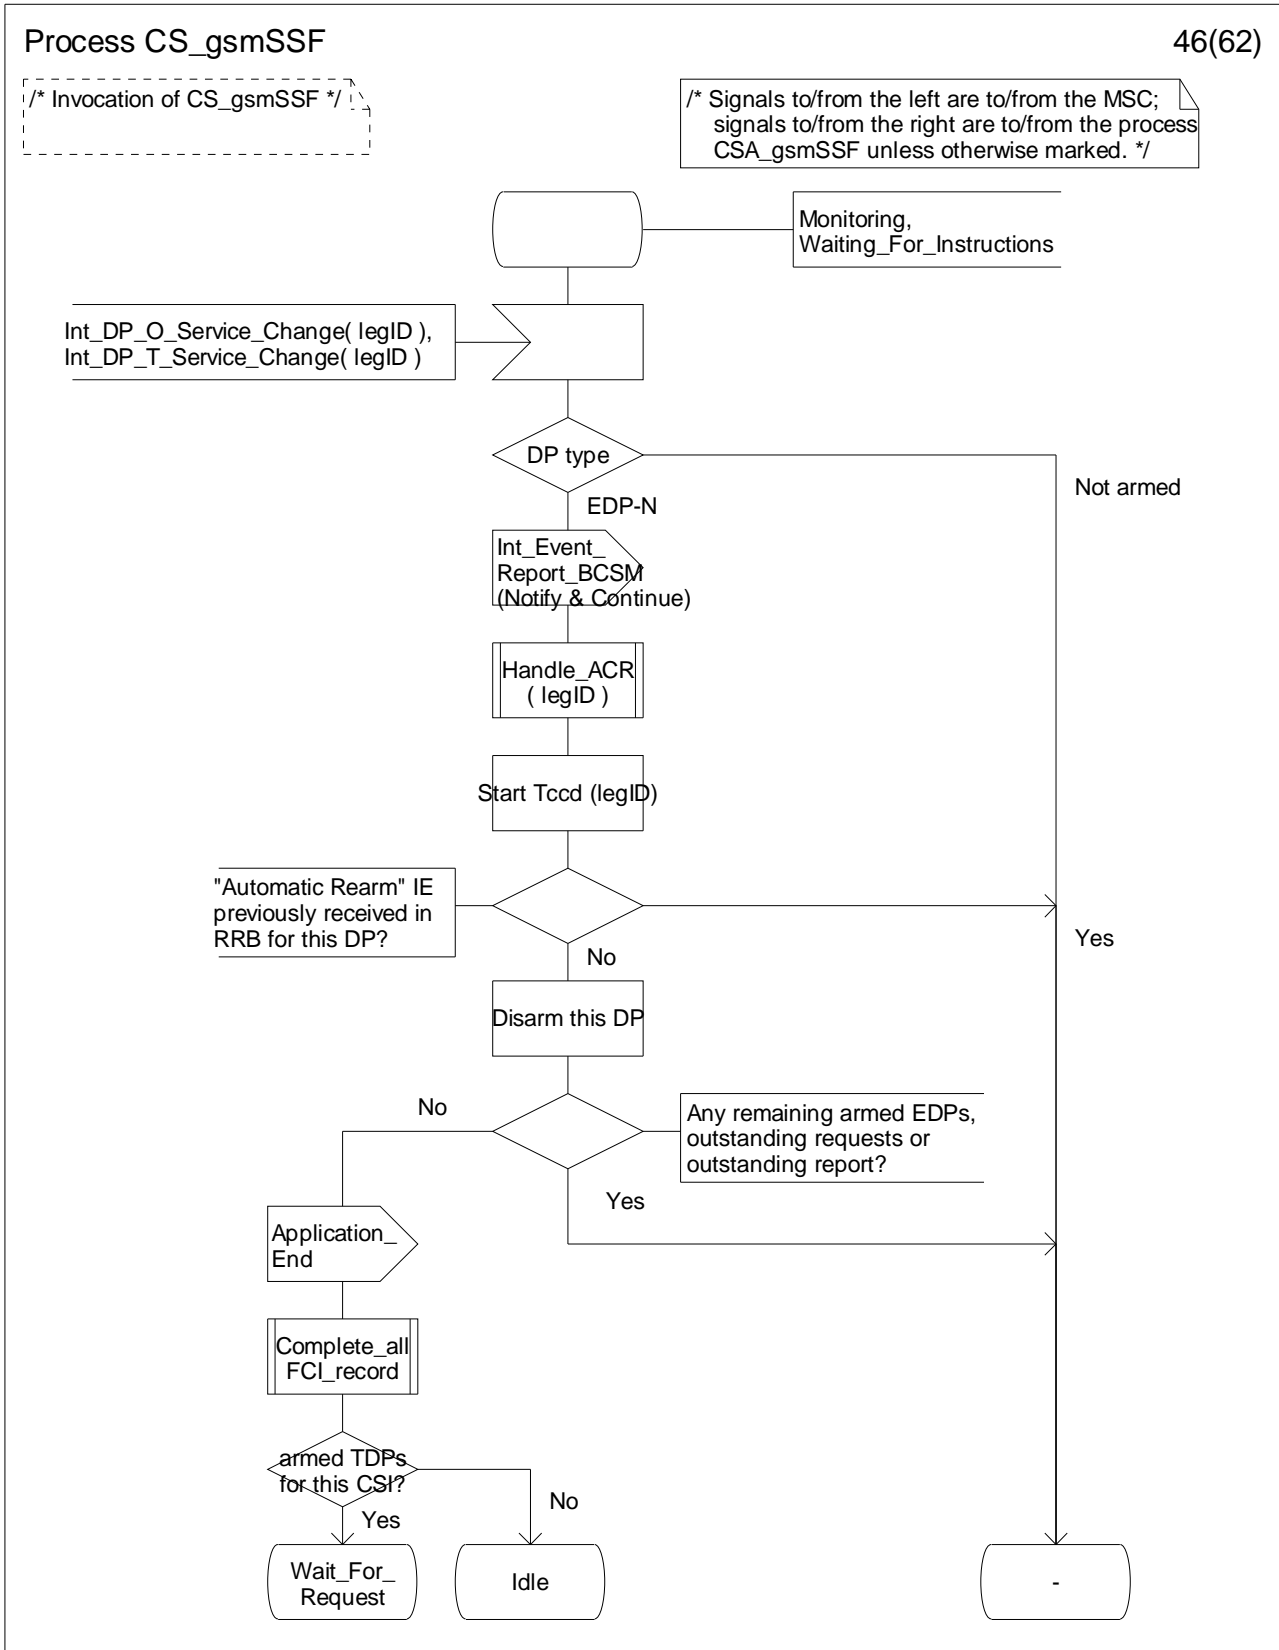 Process CS_gsmSSF
46(62)
/* Invocation of CS_gsmSSF */
/* Signals to/from the left are to/from the MSC;
signals to/from the right are to/from the process
CSA_gsmSSF unless otherwise marked. */
Monitoring,
Waiting_For_Instructions
Int_DP_O_Service_Change( legID ),
Int_DP_T_Service_Change( legID )
DP type
Not armed
EDP-N
Int_Event_
Report_BCSM
(Notify & Continue)
Handle_ACR
( legID )
Start Tccd (legID)
"Automatic Rearm" IE
previously received in
RRB for this DP?
Yes
No
Disarm this DP
No
Any remaining armed EDPs,
outstanding requests or
outstanding report?
Yes
Application_
End
Complete_all
FCI_record
armed TDPs
for this CSI?
No
Yes
Wait_For_
Request
Idle
-